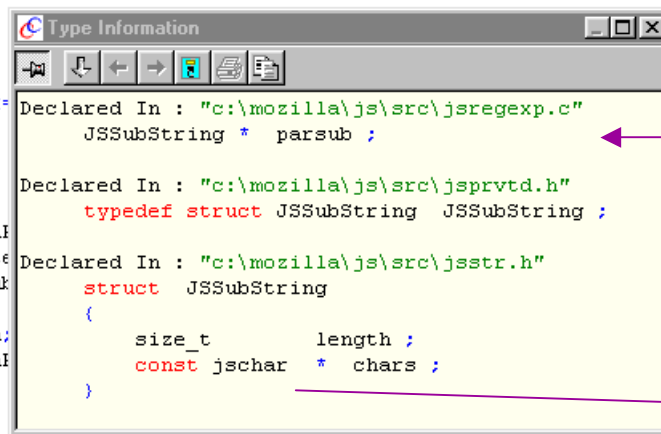 Type Information
Declared In : "c:\mozilla\js\src\jsregexp.c"
JSSubString * parsub ;
Declared In : "c:\mozilla\js\src\jsprvtd.h"
typedef struct JSSubString JSSubString ;
Declared In : "c:\mozilla\js\src\jsstr.h"
struct JSSubString
{
size_t length ;
const jschar * chars ;
}